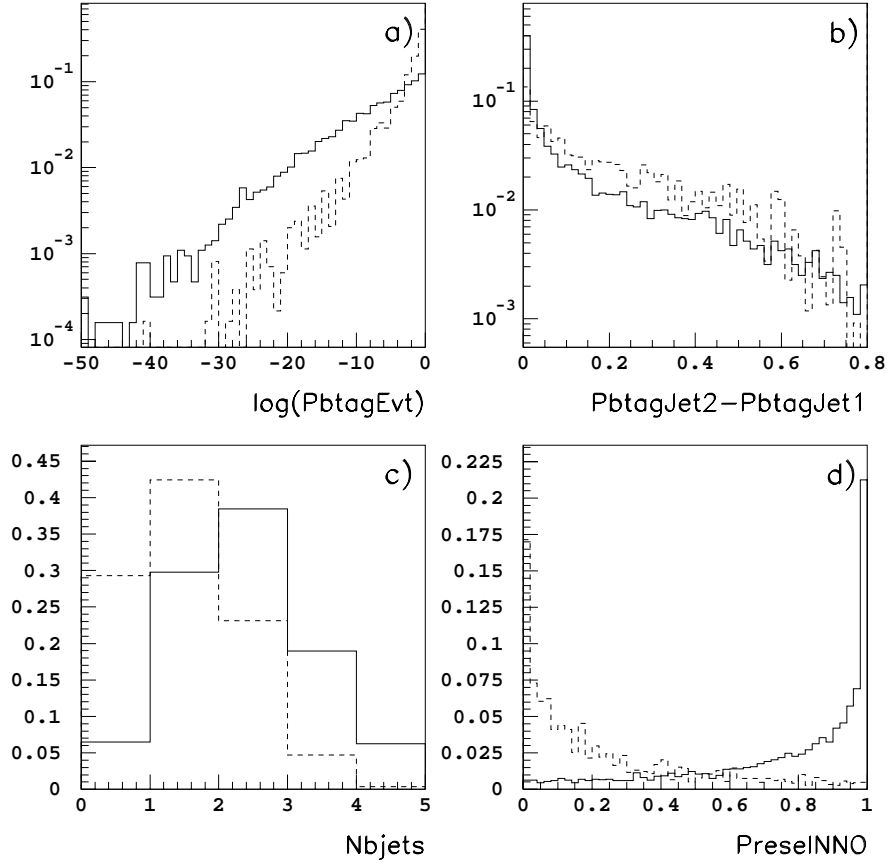 a)
10⁻¹
10⁻²
10⁻³
10⁻⁴
-50 -40 -30 -20 -10 0
log(PbtagEvt)
b)
10⁻¹
10⁻²
10⁻³
0 0.2 0.4 0.6 0.8
PbtagJet2−PbtagJet1
c)
0.45
0.4
0.35
0.3
0.25
0.2
0.15
0.1
0.05
0
0 1 2 3 4 5
Nbjets
d)
0.225
0.2
0.175
0.15
0.125
0.1
0.075
0.05
0.025
0
0 0.2 0.4 0.6 0.8 1
PreselNNO